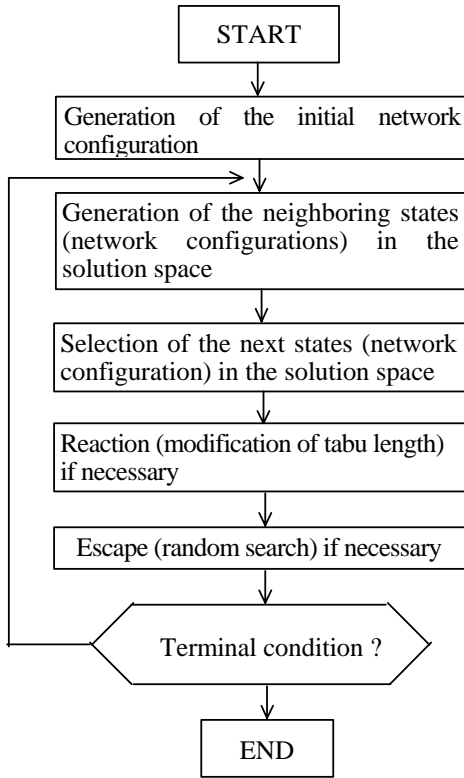 START
Generation of the initial network
configuration
Generation of the neighboring states
(network configurations) in the
solution space
Selection of the next states (network
configuration) in the solution space
Reaction (modification of tabu length)
if necessary
Escape (random search) if necessary
Terminal condition ?
END